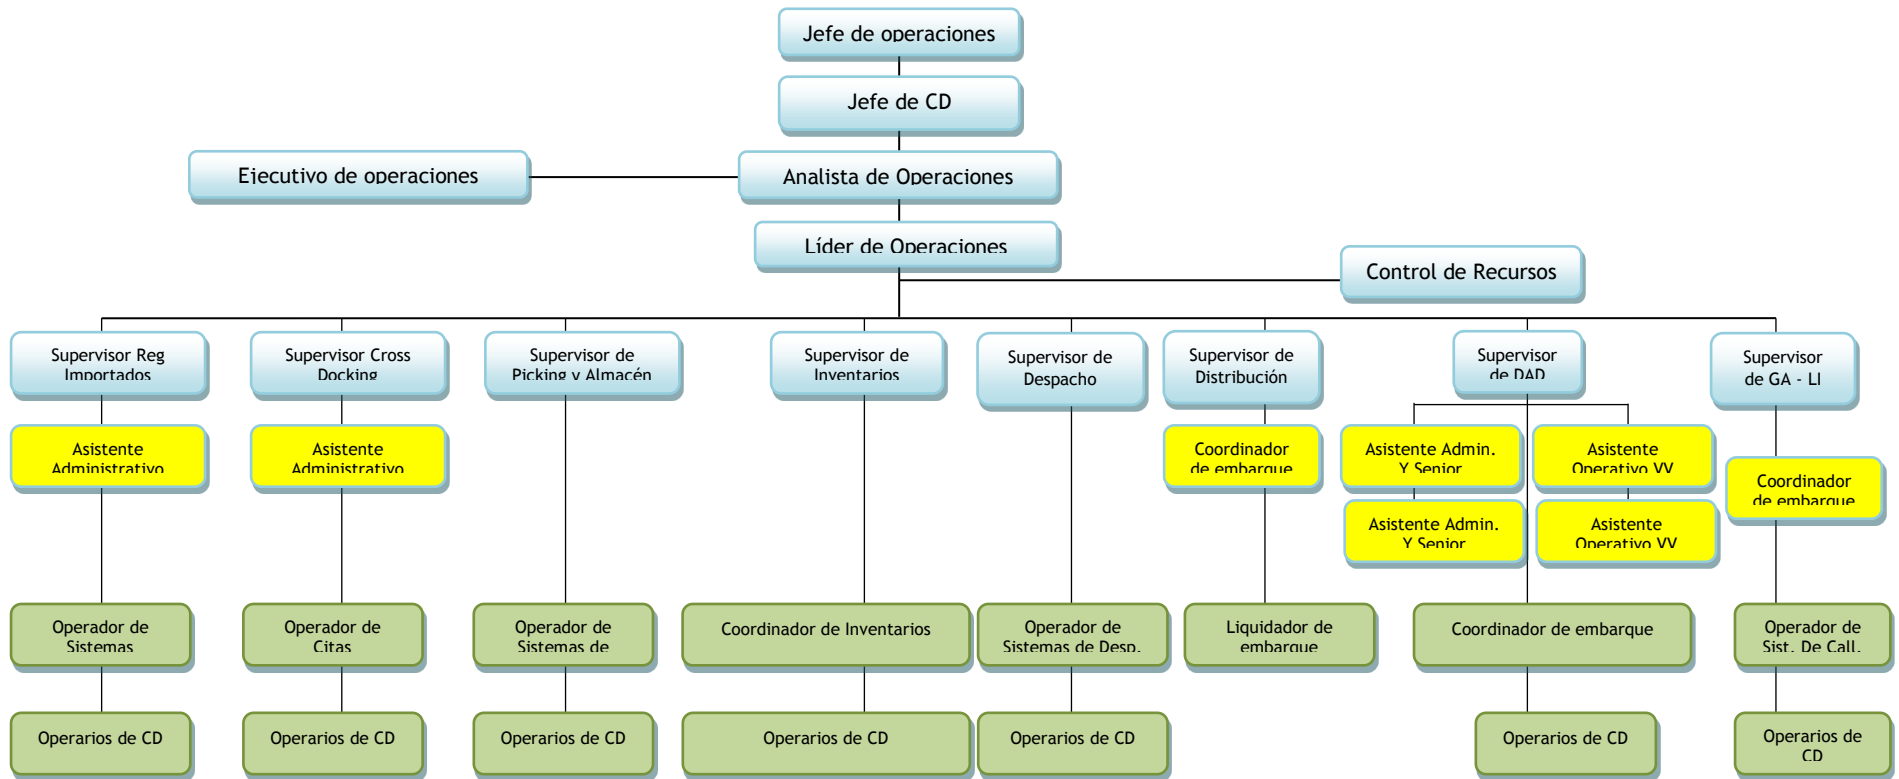 Jefe de operaciones
Jefe de CD
Ejecutivo de operaciones
Analista de Operaciones
Líder de Operaciones
Control de Recursos
Supervisor Reg
Importados
Supervisor Cross
Docking
Supervisor de
Picking y Almacén
Supervisor de
Inventarios
Supervisor de
Despacho
Supervisor de
Distribución
Supervisor
de DAD
Supervisor
de GA - LI
Asistente
Administrativo
Asistente
Administrativo
Coordinador
de embarque
Asistente Admin.
Y Senior
Asistente
Operativo VV
Coordinador
de embarque
Asistente Admin.
Y Senior
Asistente
Operativo VV
Operador de
Sistemas
Operador de
Citas
Operador de
Sistemas de
Coordinador de Inventarios
Operador de
Sistemas de Desp.
Liquidador de
embarque
Coordinador de embarque
Operador de
Sist. De Call.
Operarios de CD
Operarios de CD
Operarios de CD
Operarios de CD
Operarios de CD
Operarios de CD
Operarios de
CD